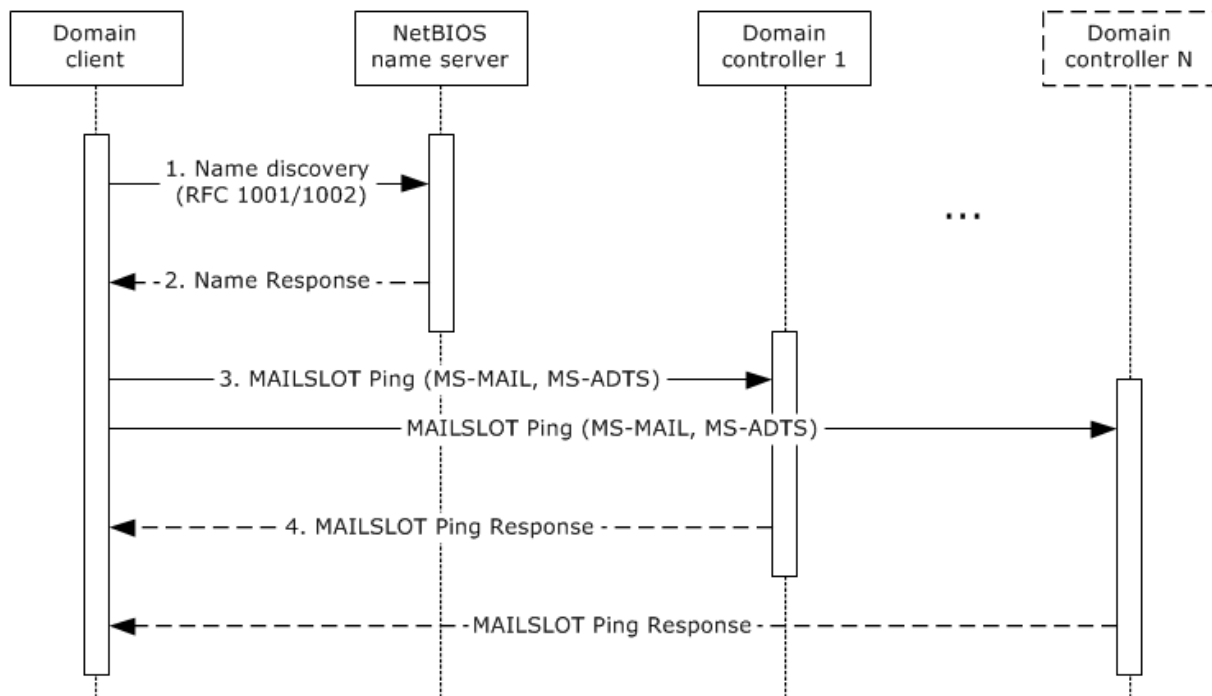 Domain
client
NetBIOS
name server
Domain
controller 1
Domain
controller N
1. Name discovery
(RFC 1001/1002)
...
2. Name Response
3. MAILSLOT Ping (MS-MAIL, MS-ADTS)
MAILSLOT Ping (MS-MAIL, MS-ADTS)
4. MAILSLOT Ping Response
MAILSLOT Ping Response